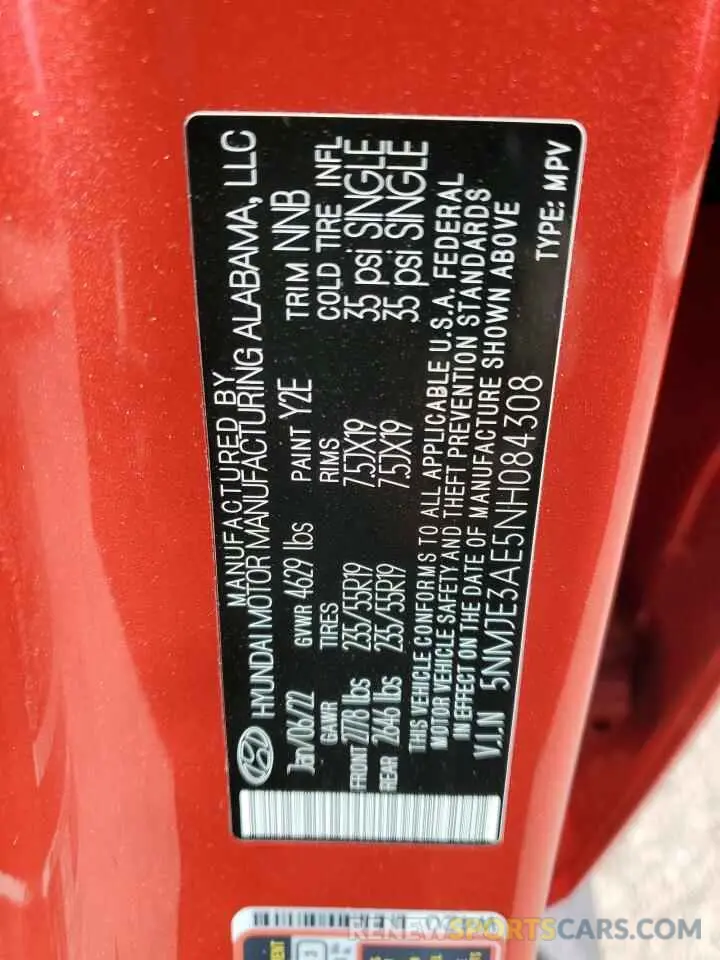 MANUFACTURED BY
HYUNDAI MOTOR MANUFACTURING ALABAMA, LLC
Jan/06/22 GVWR 4629 lbs PAINT Y2E TRIM NNB
GAWR TIRES RIMS COLD TIRE INFL
FRONT 2778 lbs 235/55R19 7.5JX19 35 psi SINGLE
REAR 2646 lbs 235/55R19 7.5JX19 35 psi SINGLE
THIS VEHICLE CONFORMS TO ALL APPLICABLE U.S.A. FEDERAL
MOTOR VEHICLE SAFETY AND THEFT PREVENTION STANDARDS
IN EFFECT ON THE DATE OF MANUFACTURE SHOWN ABOVE
V.I.N 5NMJE3AE5NH084308
TYPE: MPV
RENEWSPORTSCARS.COM